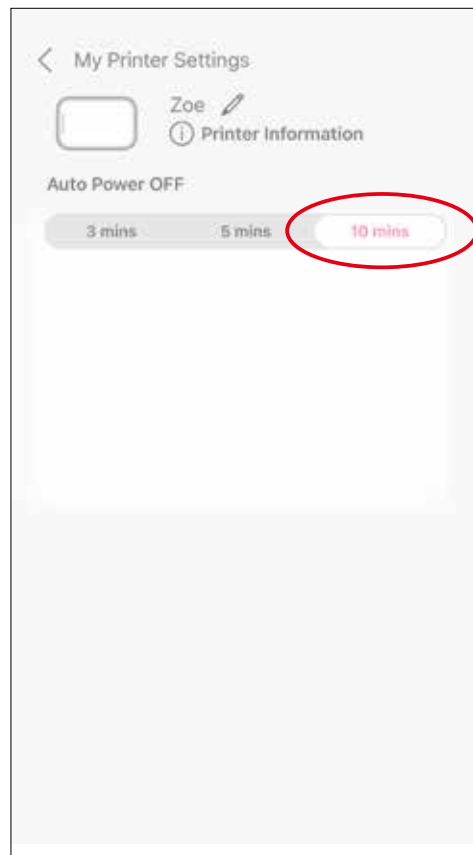 My Printer Settings
Zoe
Printer Information
Auto Power OFF
3 mins 5 mins 10 mins